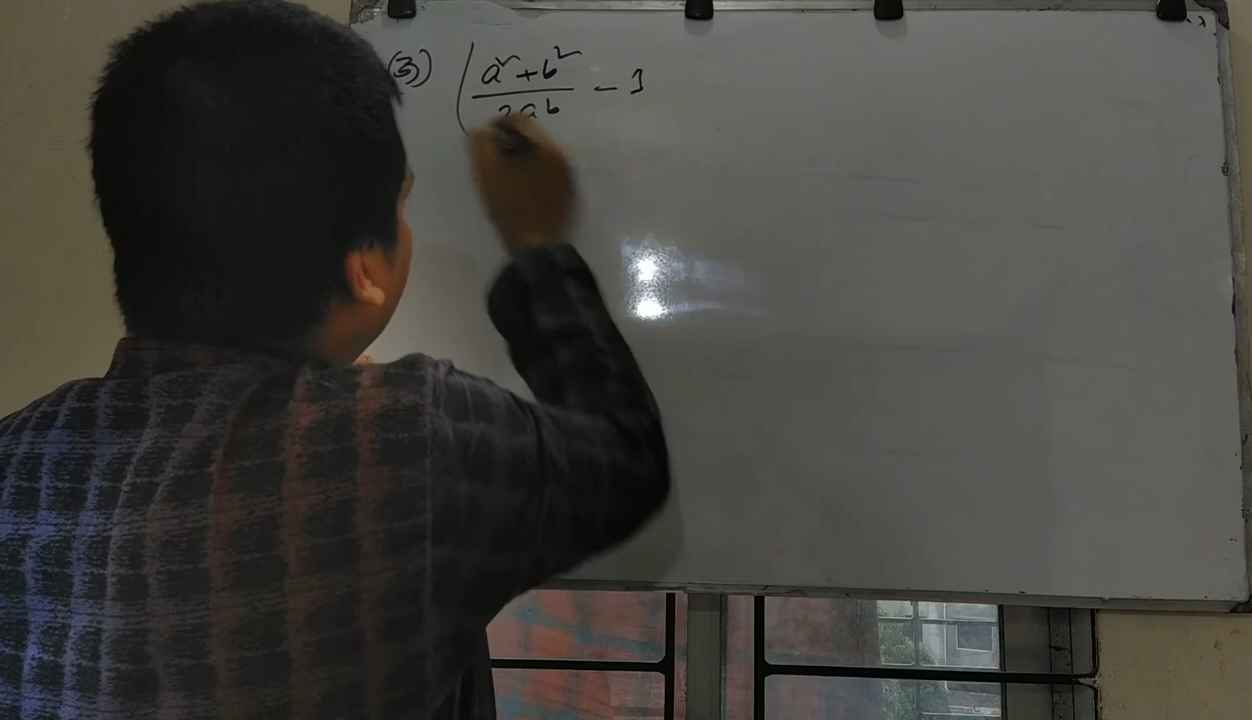 (3) (a² + b² / 2ab - 1